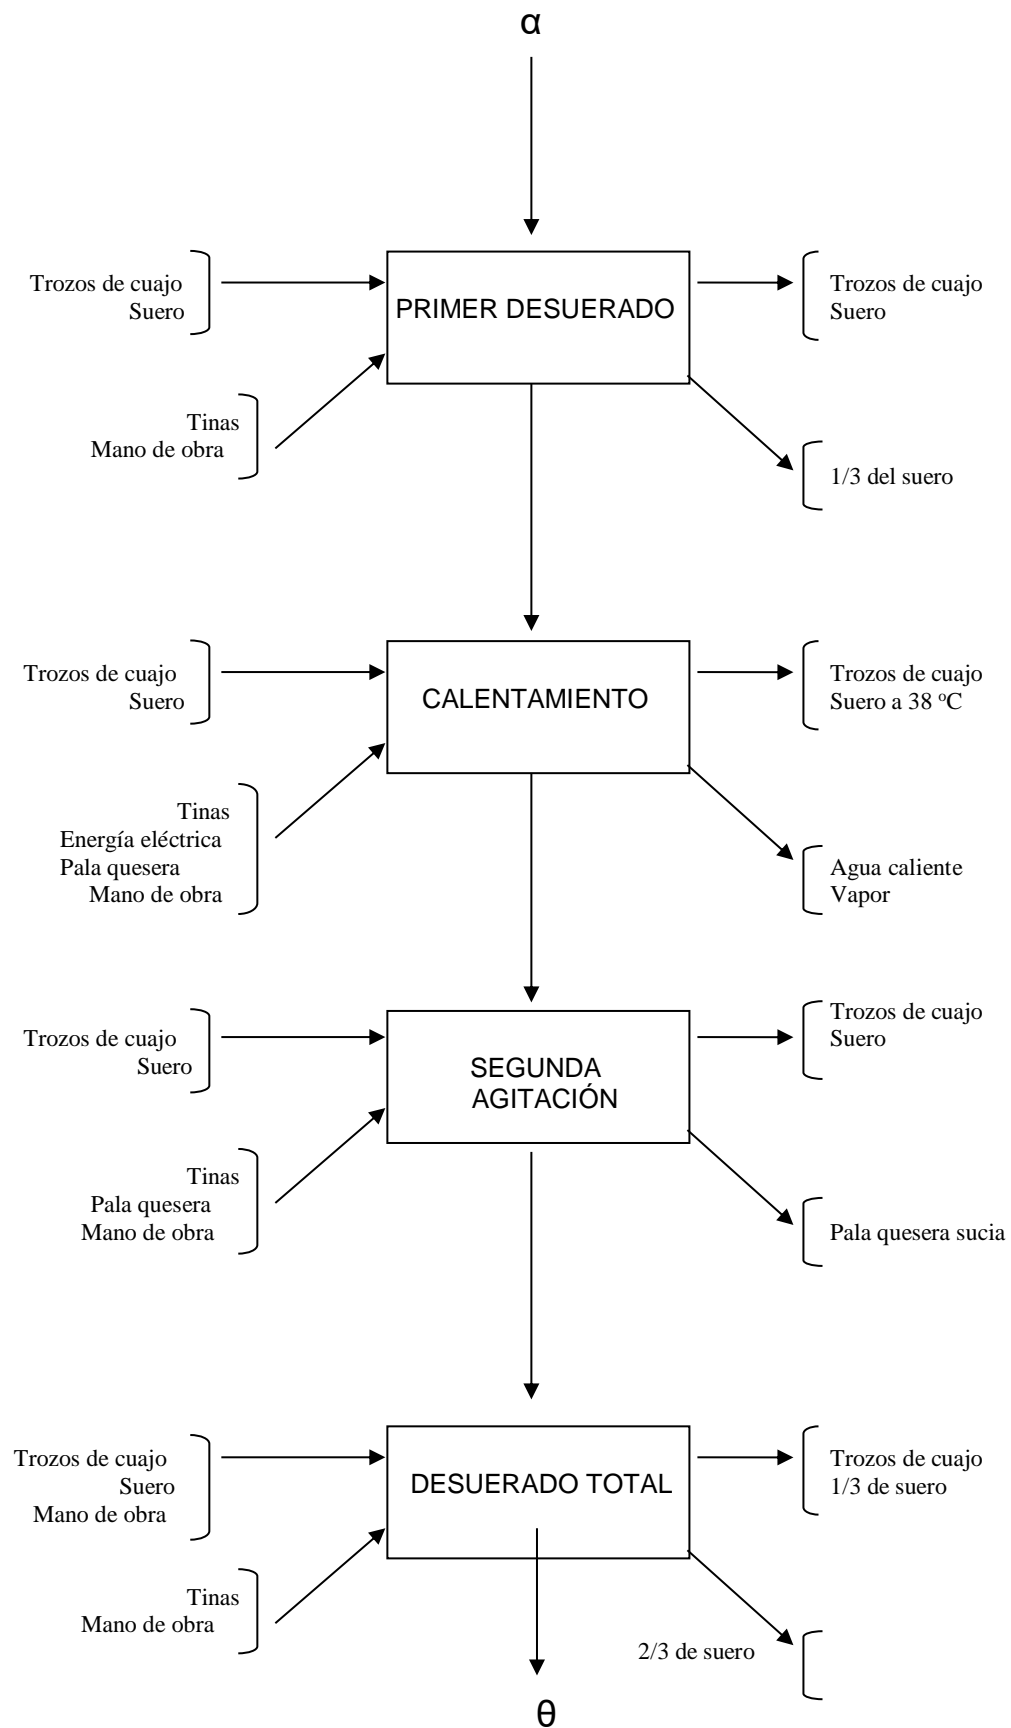 α
Trozos de cuajo
Suero
PRIMER DESUERADO
Trozos de cuajo
Suero
Tinas
Mano de obra
1/3 del suero
Trozos de cuajo
Suero
CALENTAMIENTO
Trozos de cuajo
Suero a 38 ºC
Tinas
Energía eléctrica
Pala quesera
Mano de obra
Agua caliente
Vapor
Trozos de cuajo
Suero
SEGUNDA
AGITACIÓN
Trozos de cuajo
Suero
Tinas
Pala quesera
Mano de obra
Pala quesera sucia
Trozos de cuajo
Suero
Mano de obra
DESUERADO TOTAL
Trozos de cuajo
1/3 de suero
Tinas
Mano de obra
2/3 de suero
θ